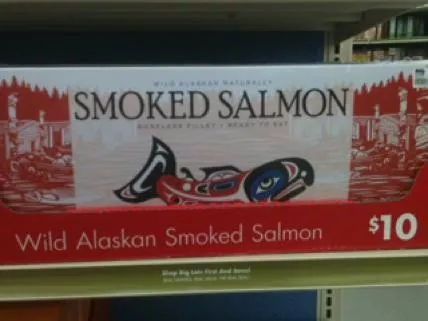 WILD ALASKAN NATURALLY
SMOKED SALMON
BONELESS FILLET / READY TO EAT
Wild Alaskan Smoked Salmon
$10
Shop Big Lots First And Save!